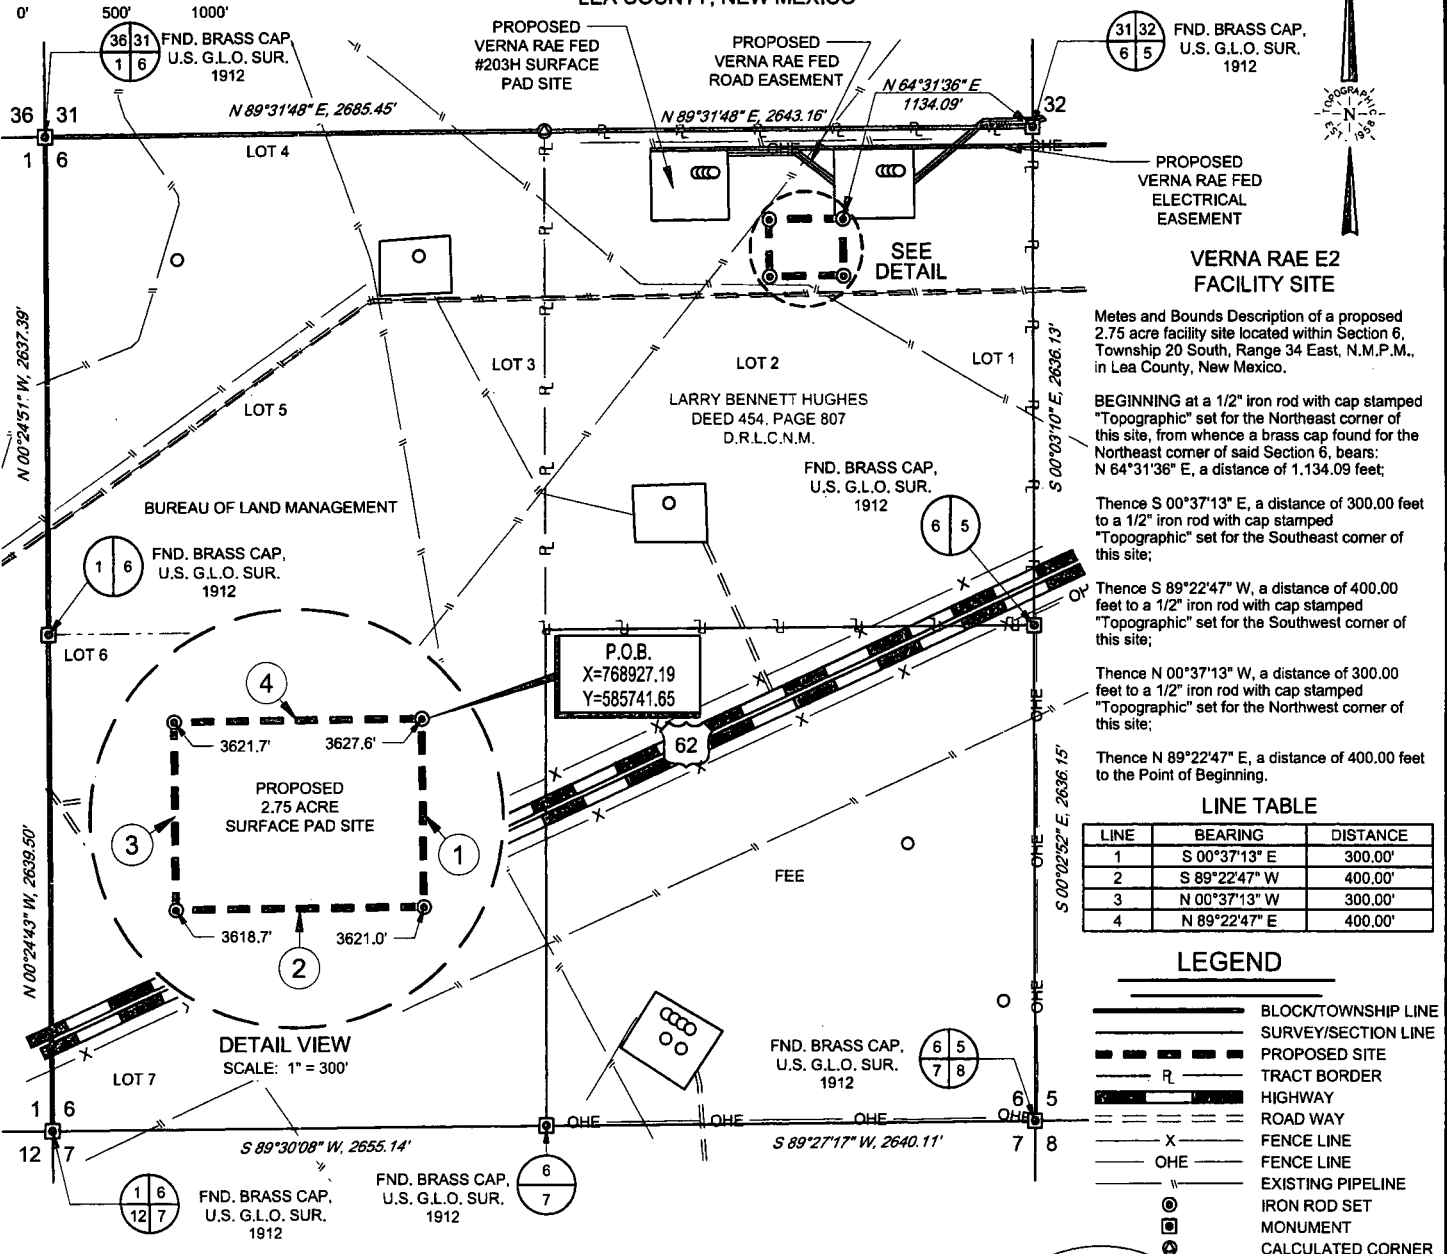 LEA COUNTY, NEW MEXICO
0' 500' 1000'
36 31
1 6
FND. BRASS CAP,
U.S. G.L.O. SUR.
1912
PROPOSED
VERNA RAE FED
#203H SURFACE
PAD SITE
PROPOSED
VERNA RAE FED
ROAD EASEMENT
31 32
6 5
FND. BRASS CAP,
U.S. G.L.O. SUR.
1912
TOPOGRAPHIC
EST. 1958
N
N 64°31'36" E
1134.09'
36 31
1 6
N 89°31'48" E, 2685.45'
N 89°31'48" E, 2643.16'
32
LOT 4
OHE
OHE
PROPOSED
VERNA RAE FED
ELECTRICAL
EASEMENT
SEE
DETAIL
VERNA RAE E2
FACILITY SITE
Metes and Bounds Description of a proposed
2.75 acre facility site located within Section 6,
Township 20 South, Range 34 East, N.M.P.M.,
in Lea County, New Mexico.
BEGINNING at a 1/2" iron rod with cap stamped
"Topographic" set for the Northeast corner of
this site, from whence a brass cap found for the
Northeast corner of said Section 6, bears:
N 64°31'36" E, a distance of 1,134.09 feet;
Thence S 00°37'13" E, a distance of 300.00 feet
to a 1/2" iron rod with cap stamped
"Topographic" set for the Southeast corner of
this site;
Thence S 89°22'47" W, a distance of 400.00
feet to a 1/2" iron rod with cap stamped
"Topographic" set for the Southwest corner of
this site;
Thence N 00°37'13" W, a distance of 300.00
feet to a 1/2" iron rod with cap stamped
"Topographic" set for the Northwest corner of
this site;
Thence N 89°22'47" E, a distance of 400.00 feet
to the Point of Beginning.
N 00°24'51" W, 2637.39'
S 00°03'10" E, 2636.13'
LOT 3
LOT 2
LOT 1
LOT 5
LARRY BENNETT HUGHES
DEED 454, PAGE 807
D.R.L.C.N.M.
BUREAU OF LAND MANAGEMENT
FND. BRASS CAP,
U.S. G.L.O. SUR.
1912
6 5
1 6
FND. BRASS CAP,
U.S. G.L.O. SUR.
1912
LOT 6
P.O.B.
X=768927.19
Y=585741.65
62
4
3621.7' 3627.6'
PROPOSED
2.75 ACRE
SURFACE PAD SITE
3
1
3618.7' 3621.0'
2
DETAIL VIEW
SCALE: 1" = 300'
FEE
N 00°24'43" W, 2639.50'
S 00°02'52" E, 2636.15'
OHE
OHE
OHE
LINE TABLE
LINE BEARING DISTANCE
1 S 00°37'13" E 300.00'
2 S 89°22'47" W 400.00'
3 N 00°37'13" W 300.00'
4 N 89°22'47" E 400.00'
LOT 7
FND. BRASS CAP,
U.S. G.L.O. SUR.
1912
6 5
7 8
1 6
12 7
6 5
7 8
OHE OHE OHE OHE
S 89°30'08" W, 2655.14'
S 89°27'17" W, 2640.11'
1 6
12 7
FND. BRASS CAP,
U.S. G.L.O. SUR.
1912
FND. BRASS CAP,
U.S. G.L.O. SUR.
1912
6
7
LEGEND
BLOCK/TOWNSHIP LINE
SURVEY/SECTION LINE
PROPOSED SITE
PL TRACT BORDER
HIGHWAY
ROAD WAY
X FENCE LINE
OHE FENCE LINE
EXISTING PIPELINE
IRON ROD SET
MONUMENT
CALCULATED CORNER